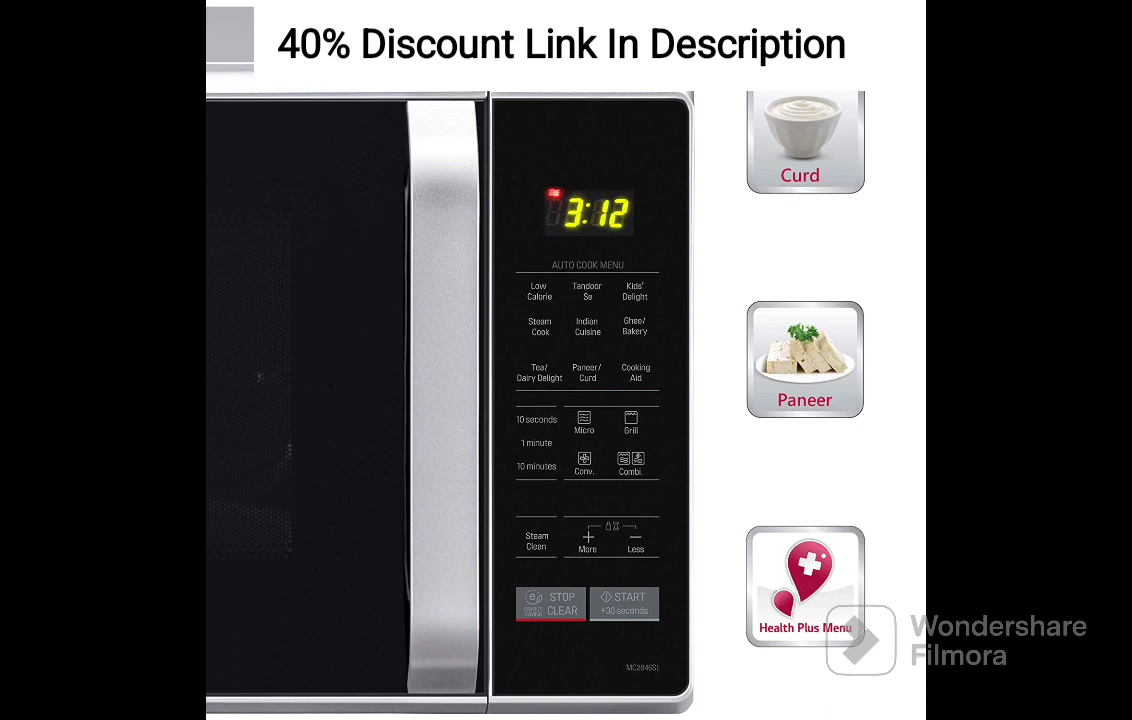 40% Discount Link In Description
Curd
3:12
AUTO COOK MENU
Low Calorie
Tandoor Se
Kids' Delight
Steam Cook
Indian Cuisine
Ghee/ Bakery
Tea/ Dairy Delight
Paneer/ Curd
Cooking Aid
Paneer
10 seconds
Micro
Grill
1 minute
10 minutes
Conv.
Combi.
Steam Clean
More
Less
ENERGY SAVING
STOP CLEAR
START +30 seconds
Health Plus Menu
MC2846SL
Wondershare
Filmora